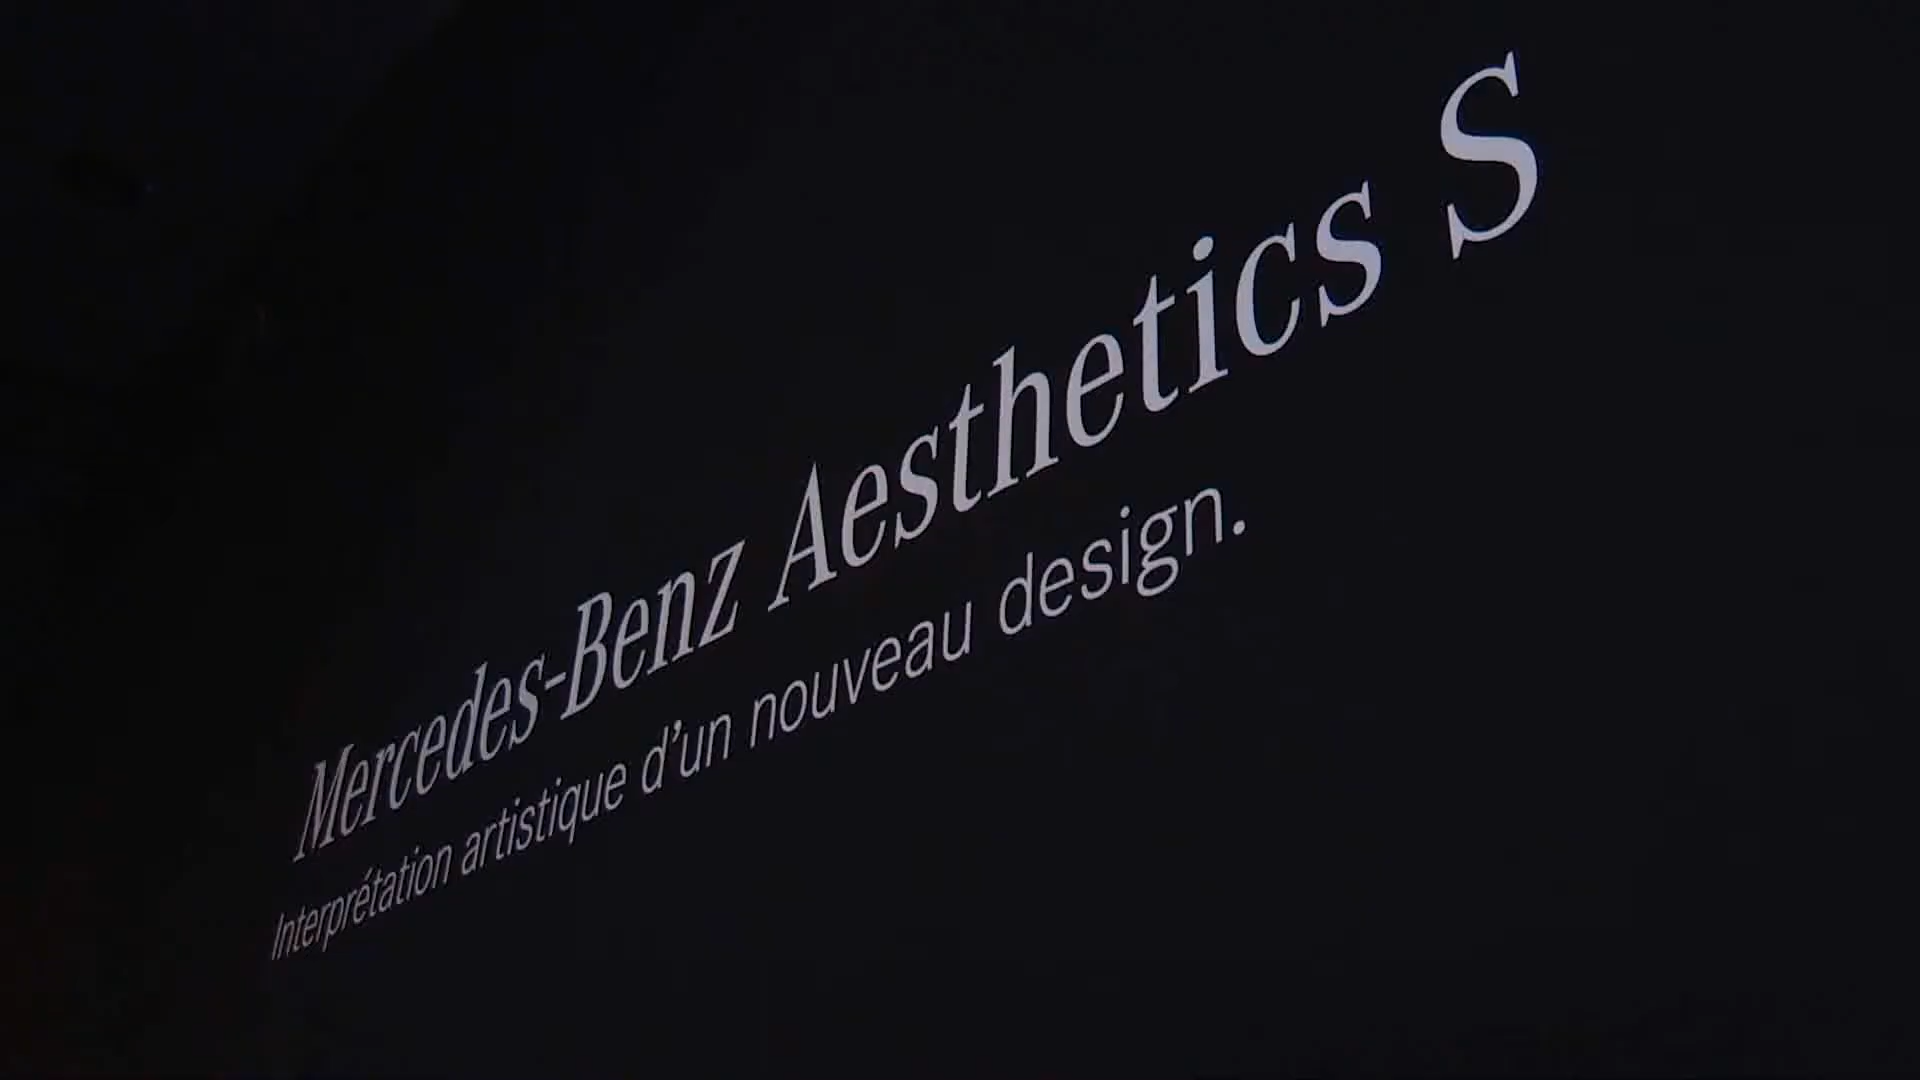 Mercedes-Benz Aesthetics S
Interprétation artistique d’un nouveau design.